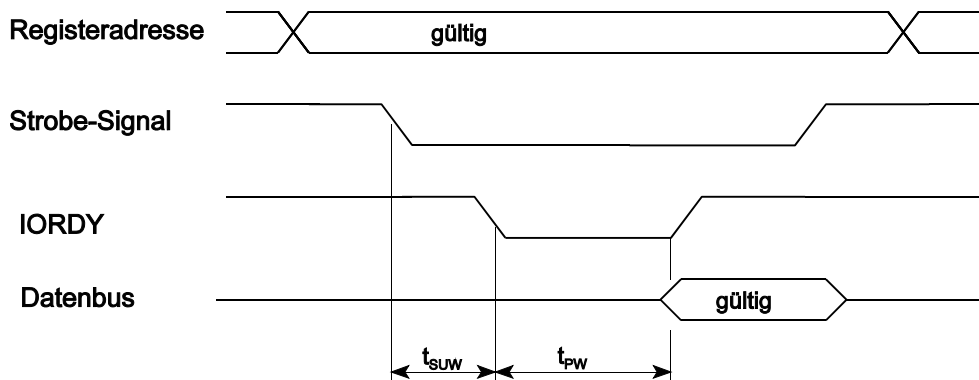 Registeradresse
gültig
Strobe-Signal
IORDY
Datenbus
gültig
tSUW
tPW